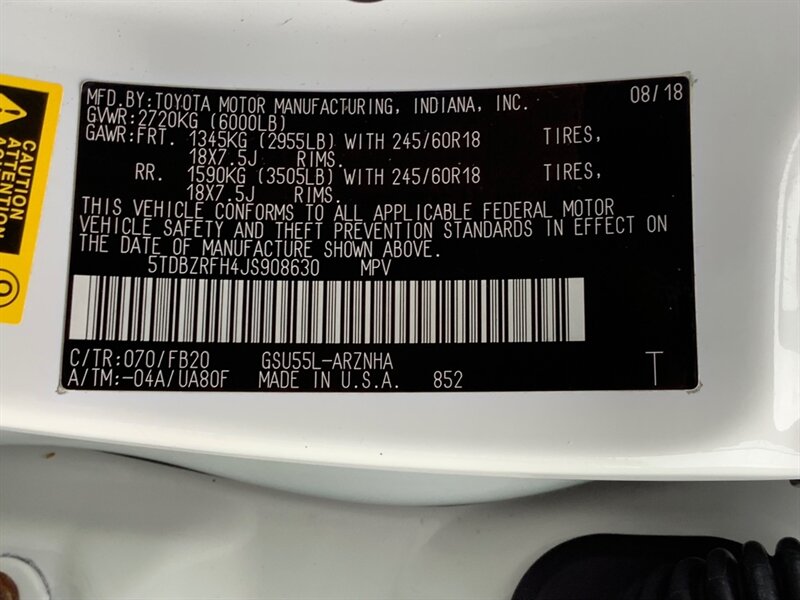 MFD.BY:TOYOTA MOTOR MANUFACTURING, INDIANA, INC. 08/18
GVWR:2720KG (6000LB)
GAWR:FRT. 1345KG (2955LB) WITH 245/60R18 TIRES,
18X7.5J RIMS.
RR. 1590KG (3505LB) WITH 245/60R18 TIRES,
18X7.5J RIMS.
THIS VEHICLE CONFORMS TO ALL APPLICABLE FEDERAL MOTOR
VEHICLE SAFETY AND THEFT PREVENTION STANDARDS IN EFFECT ON
THE DATE OF MANUFACTURE SHOWN ABOVE.
5TDBZRFH4JS908630 MPV
C/TR:070/FB20 GSU55L-ARZNHA
A/TM:-04A/UA80F MADE IN U.S.A. 852 T
CAUTION
ATTENTION